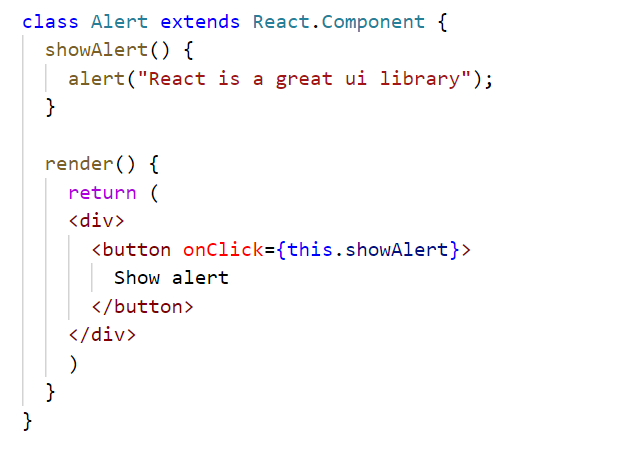 class Alert extends React.Component {
  showAlert() {
    alert("React is a great ui library");
  }

  render() {
    return (
    <div>
      <button onClick={this.showAlert}>
        Show alert
      </button>
    </div>
    )
  }
}